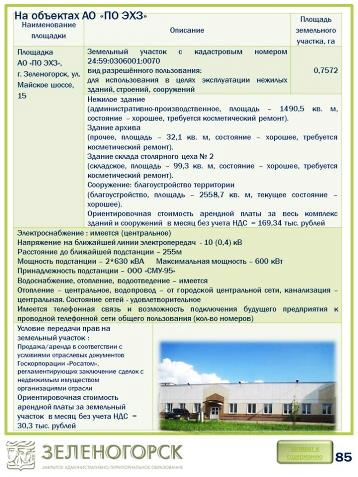 На объектах АО «ПО ЭХЗ»
Наименование площадки
Описание
Площадь земельного участка, га
Площадка
АО «ПО ЭХЗ»,
г. Зеленогорск, ул.
Майское шоссе,
15
Земельный участок с кадастровым номером
24:59:0306001:0070
вид разрешённого пользования:
для использования в целях эксплуатации нежилых
зданий, строений, сооружений
0,7572
Нежилое здание
(административно-производственное, площадь – 1490,5 кв. м,
состояние – хорошее, требуется косметический ремонт).
Здание архива
(прочее, площадь – 32,1 кв. м, состояние – хорошее, требуется
косметический ремонт).
Здание склада столярного цеха № 2
(складское, площадь – 99,3 кв. м, состояние – хорошее, требуется
косметический ремонт).
Сооружение: благоустройство территории
(благоустройство, площадь – 2558,7 кв. м, текущее состояние –
хорошее).
Ориентировочная стоимость арендной платы за весь комплекс
зданий и сооружений в месяц без учета НДС = 169,34 тыс. рублей
Электроснабжение : имеется (центральное)
Напряжение на ближайшей линии электропередач - 10 (0,4) кВ
Расстояние до ближайшей подстанции – 255м
Мощность подстанции – 2*630 кВА Максимальная мощность – 600 кВт
Принадлежность подстанции – ООО «СМУ-95»
Водоснабжение, отопление, водоотведение – имеется
Отопление – центральное, водопровод – от городской центральной сети, канализация –
центральная. Состояние сетей - удовлетворительное
Имеется телефонная связь и возможность подключения будущего предприятия к
проводной телефонной сети общего пользования (кол-во номеров)
Условие передачи прав на
земельный участок :
Продажа/аренда в соответствии с
условиями отраслевых документов
Госкорпорации «Росатом»,
регламентирующих заключение сделок с
недвижимым имуществом
организациями отрасли
Ориентировочная стоимость
арендной платы за земельный
участок в месяц без учета НДС =
30,3 тыс. рублей
ЗЕЛЕНОГОРСК
ЗАКРЫТОЕ АДМИНИСТРАТИВНО-ТЕРРИТОРИАЛЬНОЕ ОБРАЗОВАНИЕ
возврат к
содержанию
85